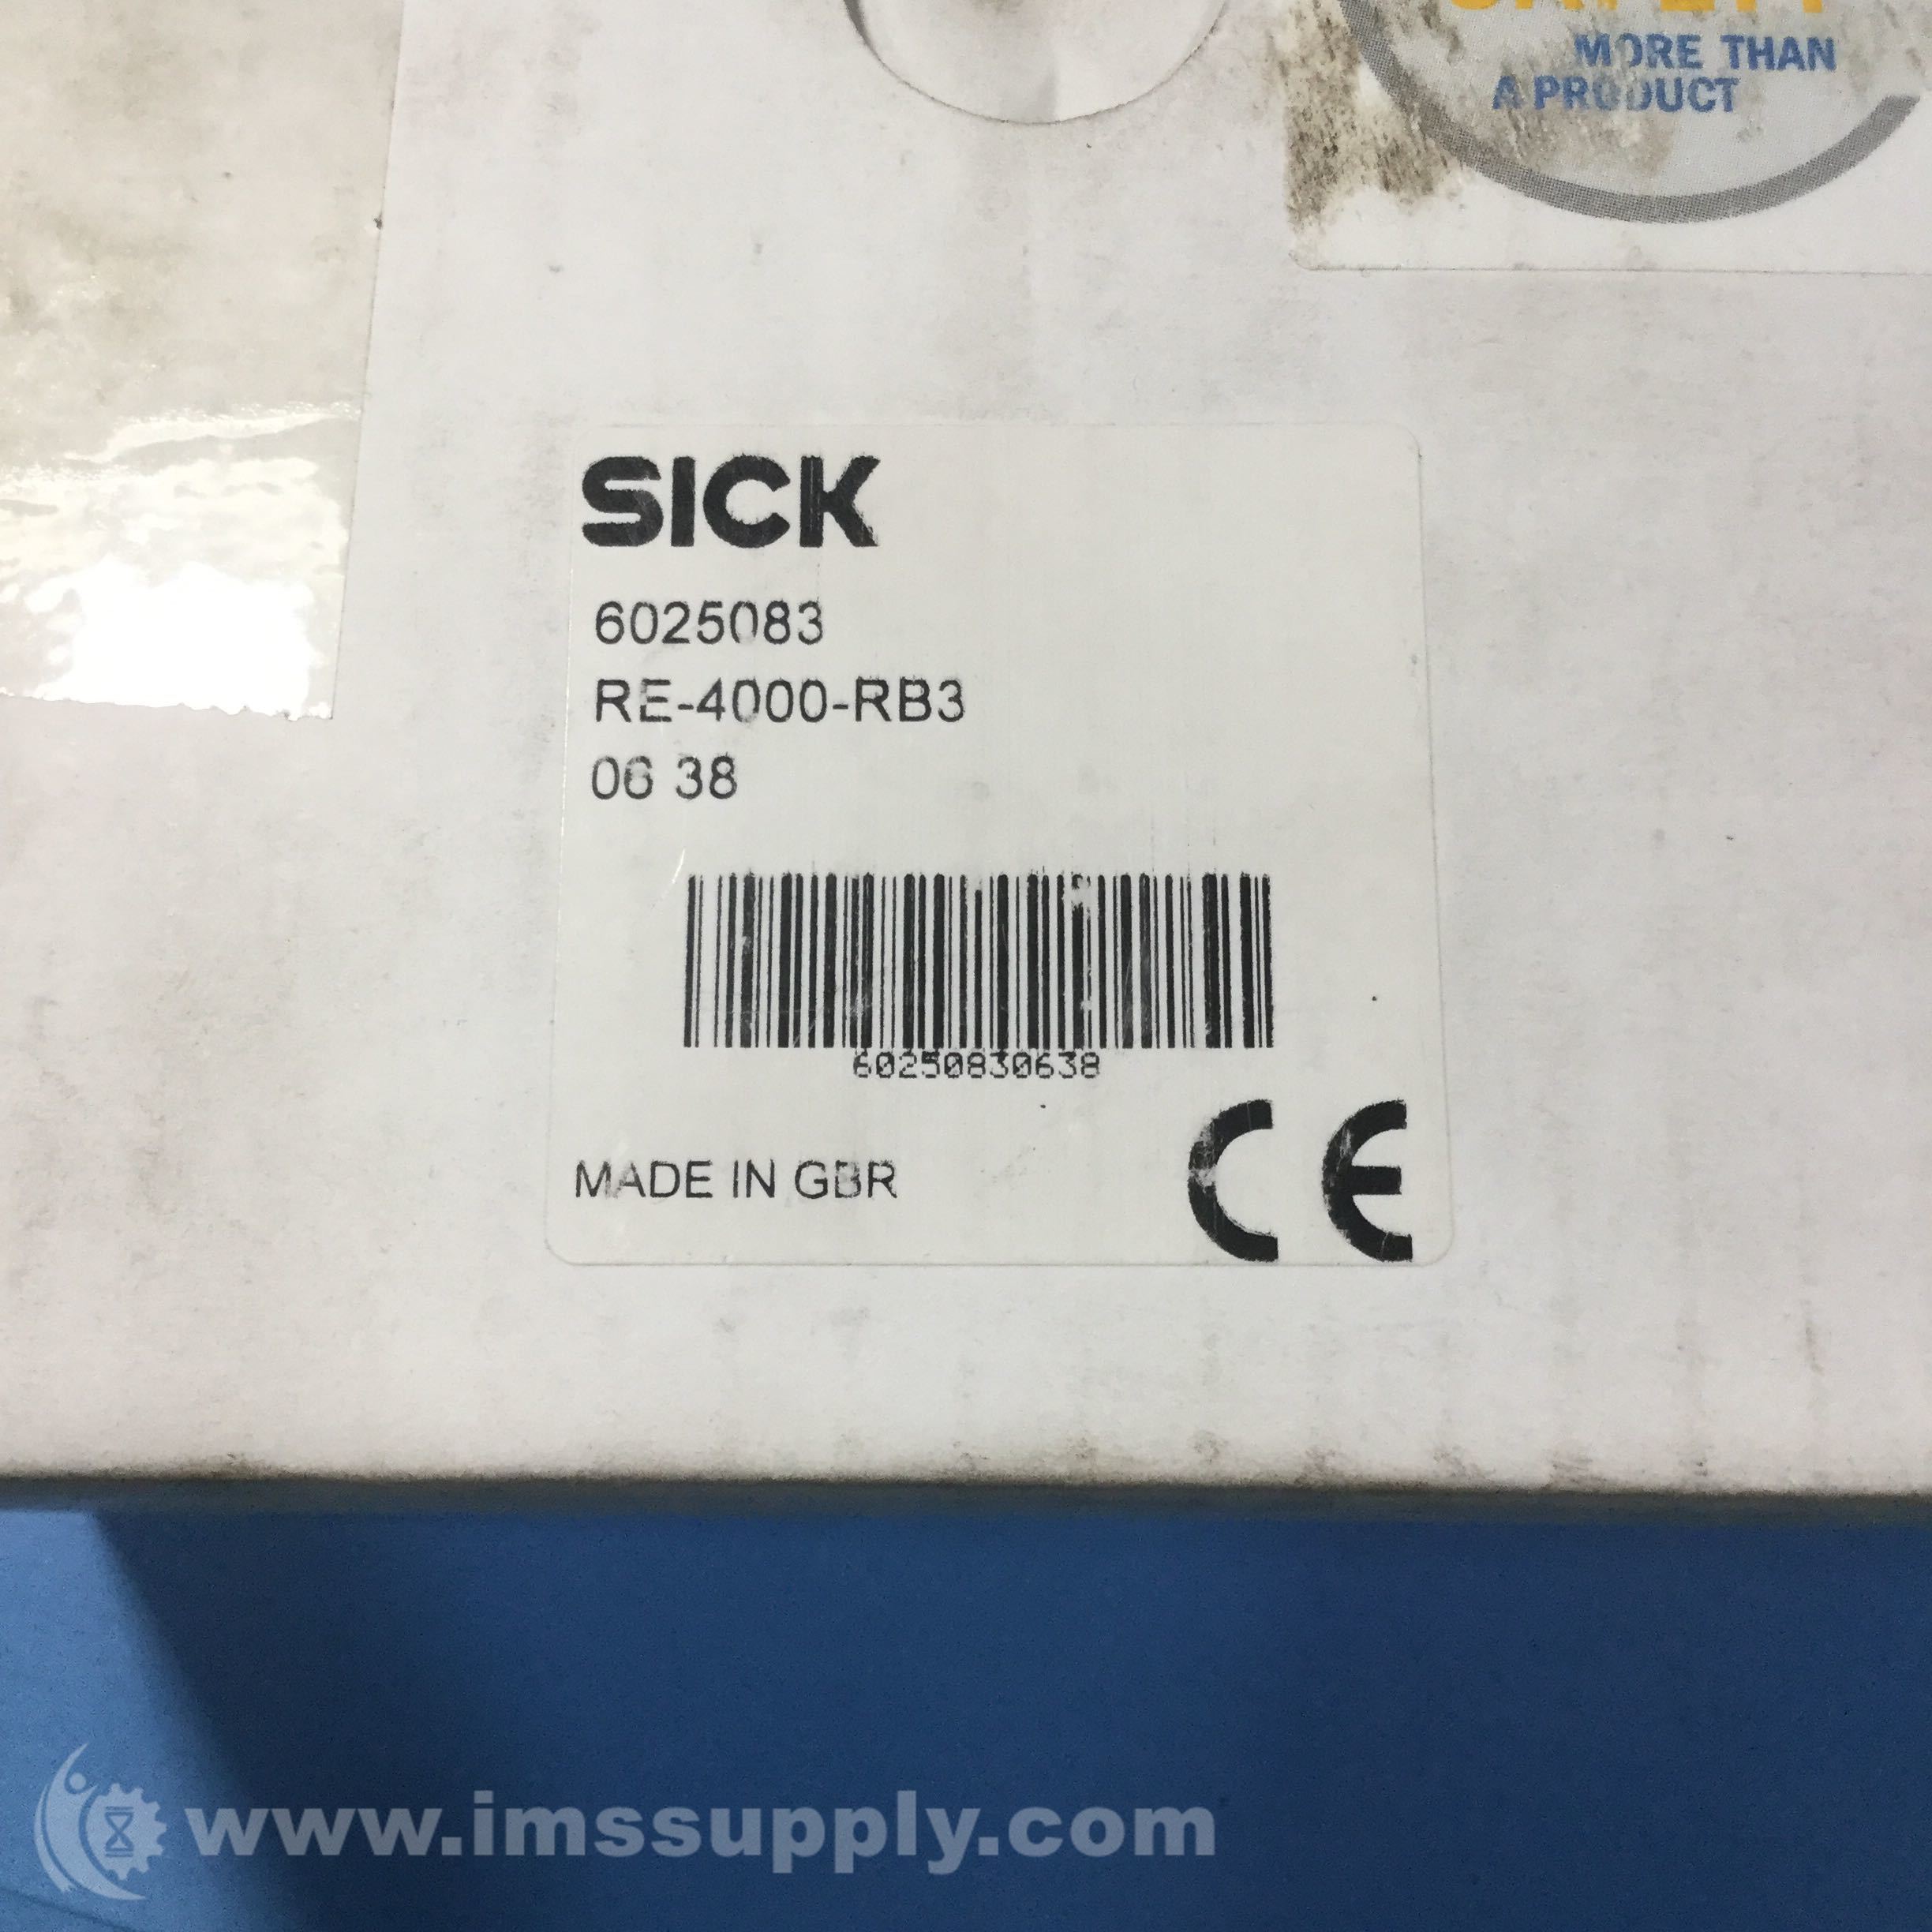 MORE THAN
A PRODUCT
SICK
6025083
RE-4000-RB3
06 38
60250830638
MADE IN GBR
CE
www.imssupply.com